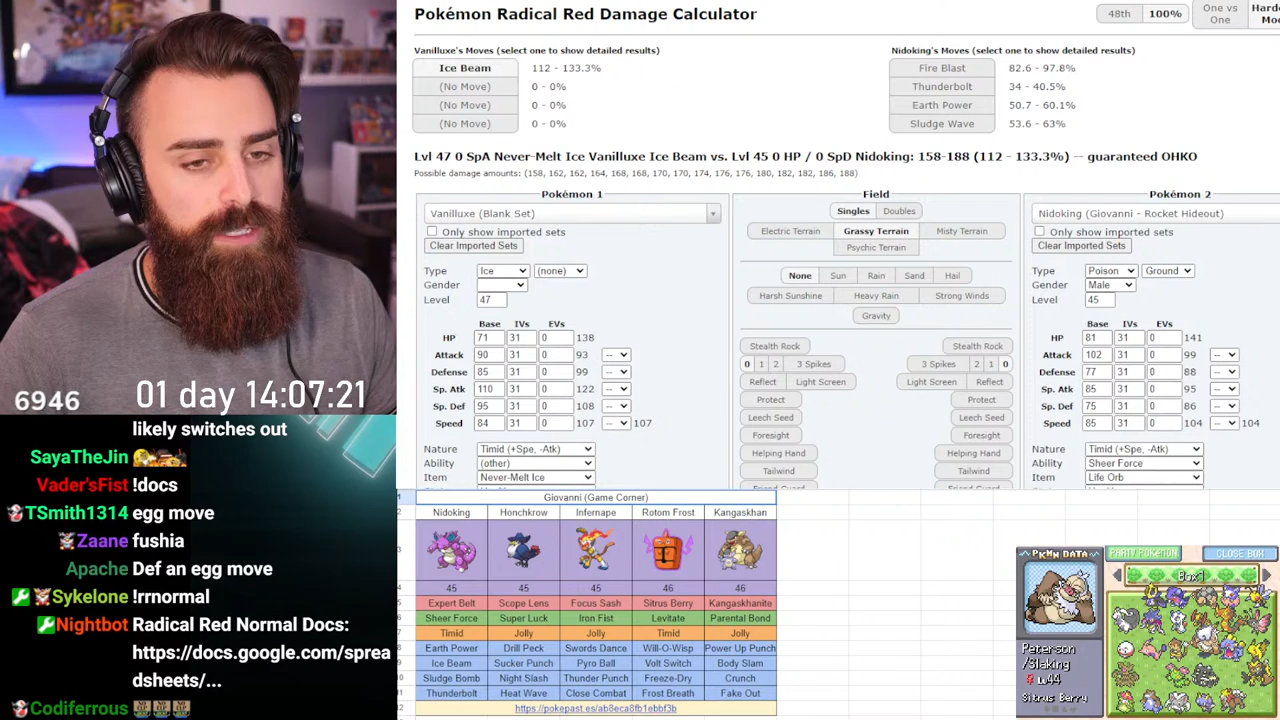 Pokémon Radical Red Damage Calculator
48th
100%
One vs
One
Vanilluxe's Moves (select one to show detailed results)
Ice Beam 112 - 133.3%
(No Move) 0 - 0%
(No Move) 0 - 0%
(No Move) 0 - 0%
Nidoking's Moves (select one to show detailed results)
Fire Blast 82.6 - 97.8%
Thunderbolt 34 - 40.5%
Earth Power 50.7 - 60.1%
Sludge Wave 53.6 - 63%
Lvl 47 0 SpA Never-Melt Ice Vanilluxe Ice Beam vs. Lvl 45 0 HP / 0 SpD Nidoking: 158-188 (112 - 133.3%) -- guaranteed OHKO
Possible damage amounts: (158, 162, 162, 164, 168, 168, 170, 170, 174, 176, 176, 180, 182, 182, 186, 188)
Pokémon 1
Vanilluxe (Blank Set)
Only show imported sets
Clear Imported Sets
Type Ice (none)
Gender
Level 47
Base IVs EVs
HP 71 31 0 138
Attack 90 31 0 93 --
Defense 85 31 0 99 --
Sp. Atk 110 31 0 122 --
Sp. Def 95 31 0 108 --
Speed 84 31 0 107 -- 107
Nature Timid (+Spe, -Atk)
Ability (other)
Item Never-Melt Ice
Field
Singles Doubles
Electric Terrain Grassy Terrain Misty Terrain
Psychic Terrain
None Sun Rain Sand Hail
Harsh Sunshine Heavy Rain Strong Winds
Gravity
Stealth Rock Stealth Rock
0 1 2 3 Spikes 3 Spikes 2 1 0
Reflect Light Screen Light Screen Reflect
Protect Protect
Leech Seed Leech Seed
Foresight Foresight
Helping Hand Helping Hand
Tailwind Tailwind
Pokémon 2
Nidoking (Giovanni - Rocket Hideout)
Only show imported sets
Clear Imported Sets
Type Poison Ground
Gender Male
Level 45
Base IVs EVs
HP 81 31 0 141
Attack 102 31 0 99 --
Defense 77 31 0 88 --
Sp. Atk 85 31 0 95 --
Sp. Def 75 31 0 86 --
Speed 85 31 0 104 -- 104
Nature Timid (+Spe, -Atk)
Ability Sheer Force
Item Life Orb
6946
01 day 14:07:21
likely switches out
SayaTheJin
Vader'sFist !docs
TSmith1314 egg move
Zaane fushia
Apache Def an egg move
Sykelone !rrnormal
Nightbot Radical Red Normal Docs:
https://docs.google.com/sprea
dsheets/...
Codiferrous
Giovanni (Game Corner)
Nidoking Honchkrow Infernape Rotom Frost Kangaskhan
45 45 45 46 46
Expert Belt Scope Lens Focus Sash Sitrus Berry Kangaskhanite
Sheer Force Super Luck Iron Fist Levitate Parental Bond
Timid Jolly Jolly Timid Jolly
Earth Power Drill Peck Swords Dance Will-O-Wisp Power Up Punch
Ice Beam Sucker Punch Pyro Ball Volt Switch Body Slam
Sludge Bomb Night Slash Thunder Punch Freeze-Dry Crunch
Thunderbolt Heat Wave Close Combat Frost Breath Fake Out
https://pokepast.es/ab8eca8fb1ebbf3b
PKMN DATA
PARTY POKéMON
CLOSE BOX
Box1
/Slaking
Lv44
Sitrus Berry